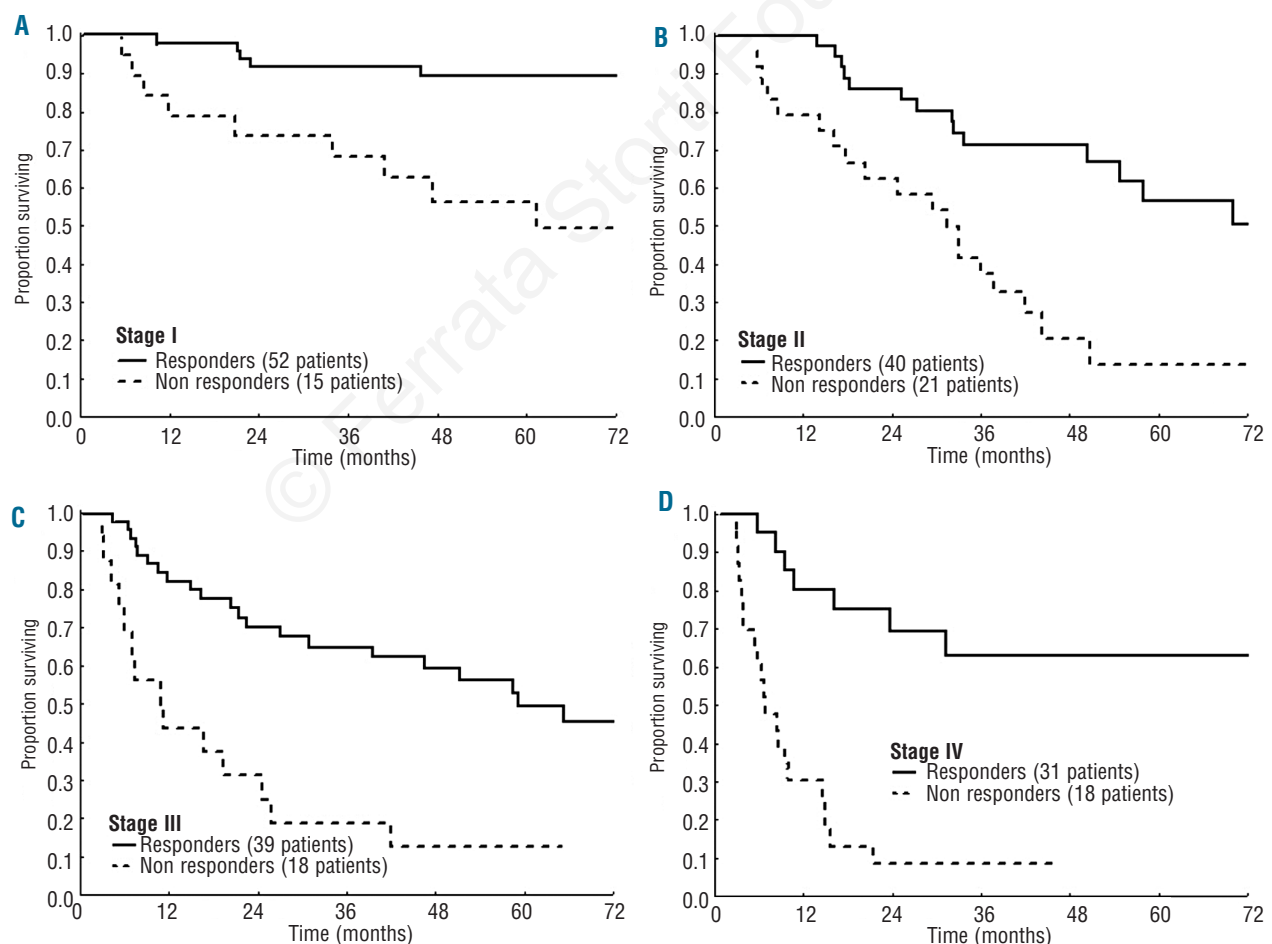 A
1.0
0.9
0.8
0.7
0.6
0.5
0.4
0.3
0.2
0.1
0.0
Proportion surviving
Stage I
Responders (52 patients)
Non responders (15 patients)
0 12 24 36 48 60 72
Time (months)
B
1.0
0.9
0.8
0.7
0.6
0.5
0.4
0.3
0.2
0.1
0.0
Proportion surviving
Stage II
Responders (40 patients)
Non responders (21 patients)
0 12 24 36 48 60 72
Time (months)
C
1.0
0.9
0.8
0.7
0.6
0.5
0.4
0.3
0.2
0.1
0.0
Proportion surviving
Stage III
Responders (39 patients)
Non responders (18 patients)
0 12 24 36 48 60 72
Time (months)
D
1.0
0.9
0.8
0.7
0.6
0.5
0.4
0.3
0.2
0.1
0.0
Proportion surviving
Stage IV
Responders (31 patients)
Non responders (18 patients)
0 12 24 36 48 60 72
Time (months)
© Ferrata Storti